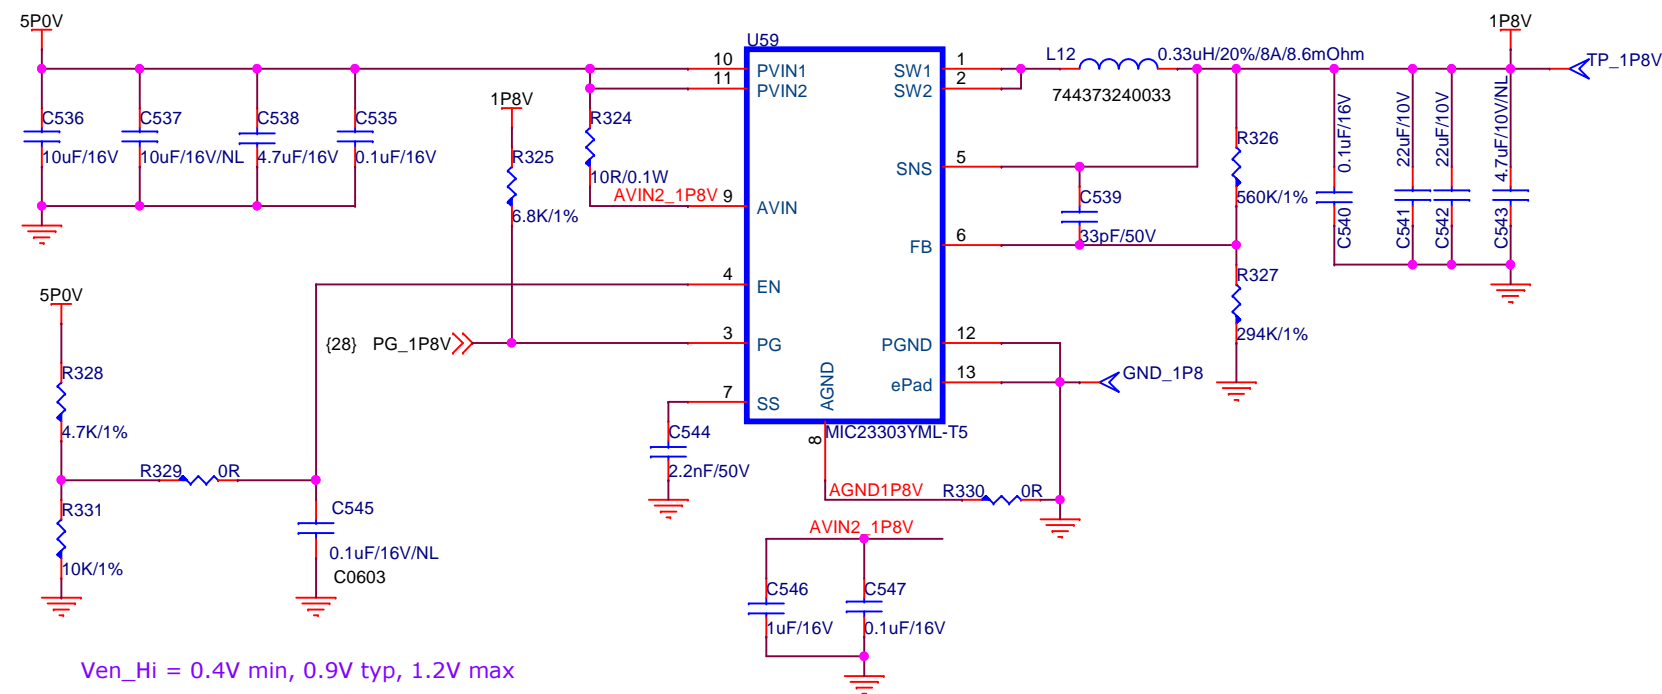 5P0V
1P8V
U59
L12
0.33uH/20%/8A/8.6mOhm
TP_1P8V
10
PVIN1
SW1
1
11
PVIN2
SW2
2
744373240033
C536
10uF/16V
C537
10uF/16V/NL
C538
4.7uF/16V
C535
0.1uF/16V
1P8V
R325
6.8K/1%
R324
10R/0.1W
AVIN2_1P8V
9
AVIN
SNS
5
C539
33pF/50V
FB
6
R326
560K/1%
R327
294K/1%
C540
0.1uF/16V
C541
22uF/10V
C542
22uF/10V
C543
4.7uF/10V/NL
4
EN
{28}
PG_1P8V
3
PG
PGND
12
ePad
13
GND_1P8
7
SS
AGND
8
MIC23303YML-T5
C544
2.2nF/50V
AGND1P8V
R330
0R
5P0V
R328
4.7K/1%
R329
0R
R331
10K/1%
C545
0.1uF/16V/NL
C0603
AVIN2_1P8V
C546
1uF/16V
C547
0.1uF/16V
Ven_Hi = 0.4V min, 0.9V typ, 1.2V max